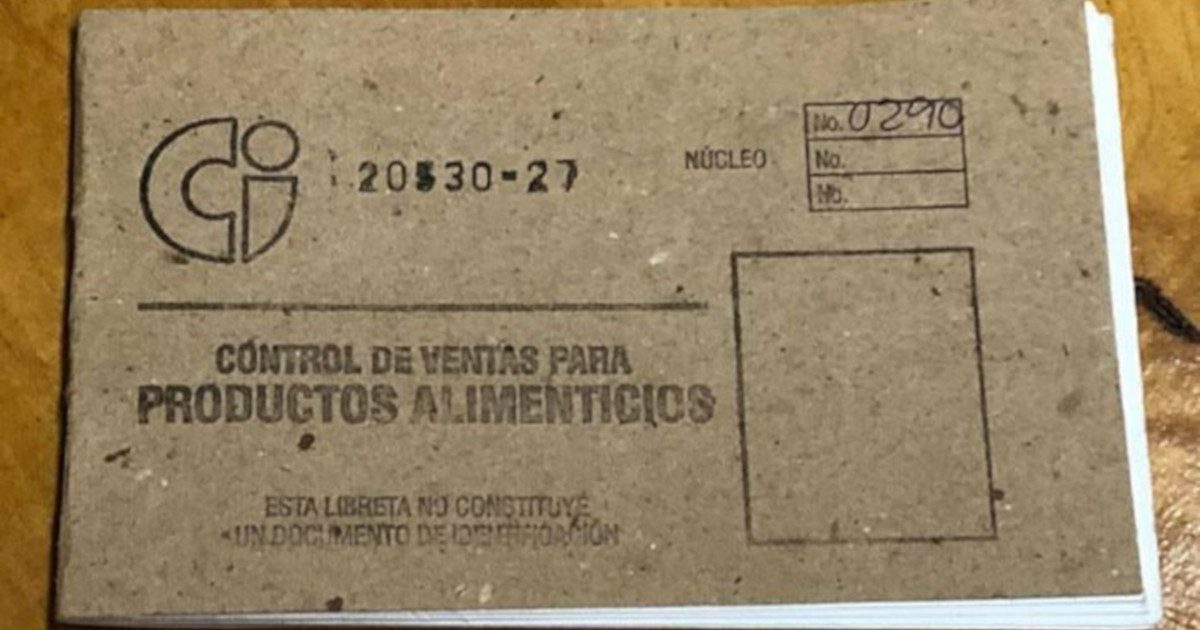 Ci
20530-27
NÚCLEO
No. 0290
No.
No.
CONTROL DE VENTAS PARA
PRODUCTOS ALIMENTICIOS
ESTA LIBRETA NO CONSTITUYE
UN DOCUMENTO DE IDENTIFICACIÓN